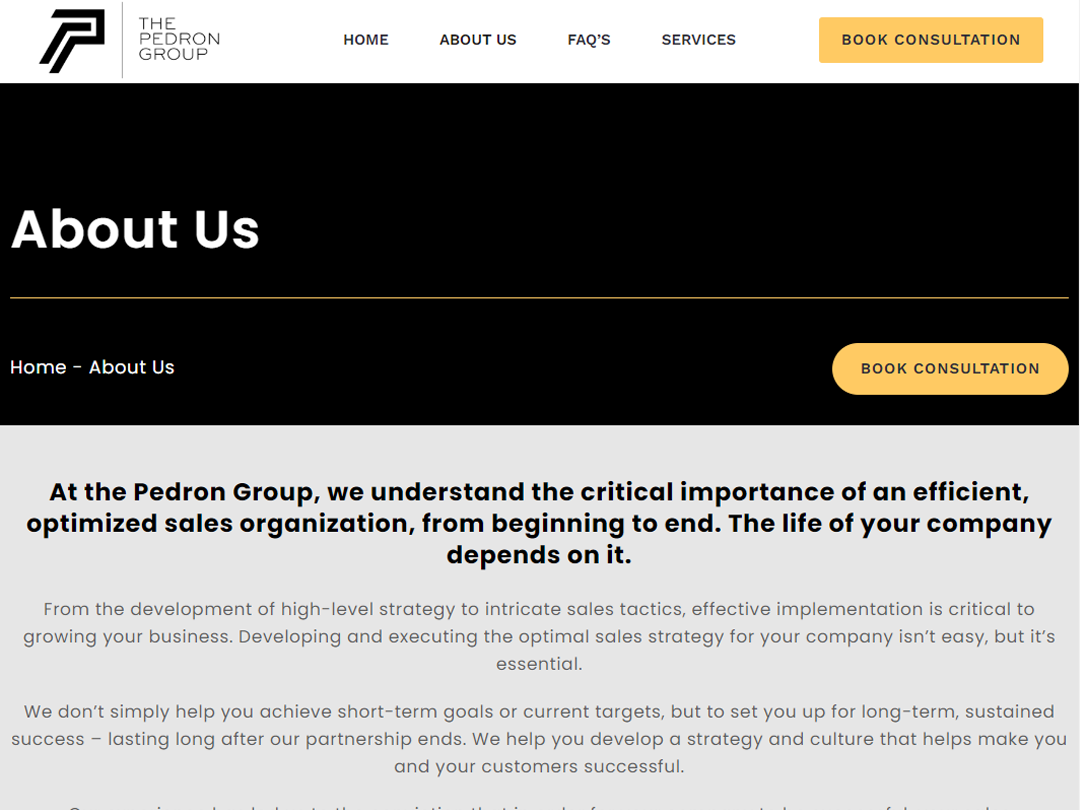 THE
PEDRON
GROUP
HOME
ABOUT US
FAQ’S
SERVICES
BOOK CONSULTATION
About Us
Home - About Us
BOOK CONSULTATION
At the Pedron Group, we understand the critical importance of an efficient,
optimized sales organization, from beginning to end. The life of your company
depends on it.
From the development of high-level strategy to intricate sales tactics, effective implementation is critical to
growing your business. Developing and executing the optimal sales strategy for your company isn’t easy, but it’s
essential.
We don’t simply help you achieve short-term goals or current targets, but to set you up for long-term, sustained
success – lasting long after our partnership ends. We help you develop a strategy and culture that helps make you
and your customers successful.